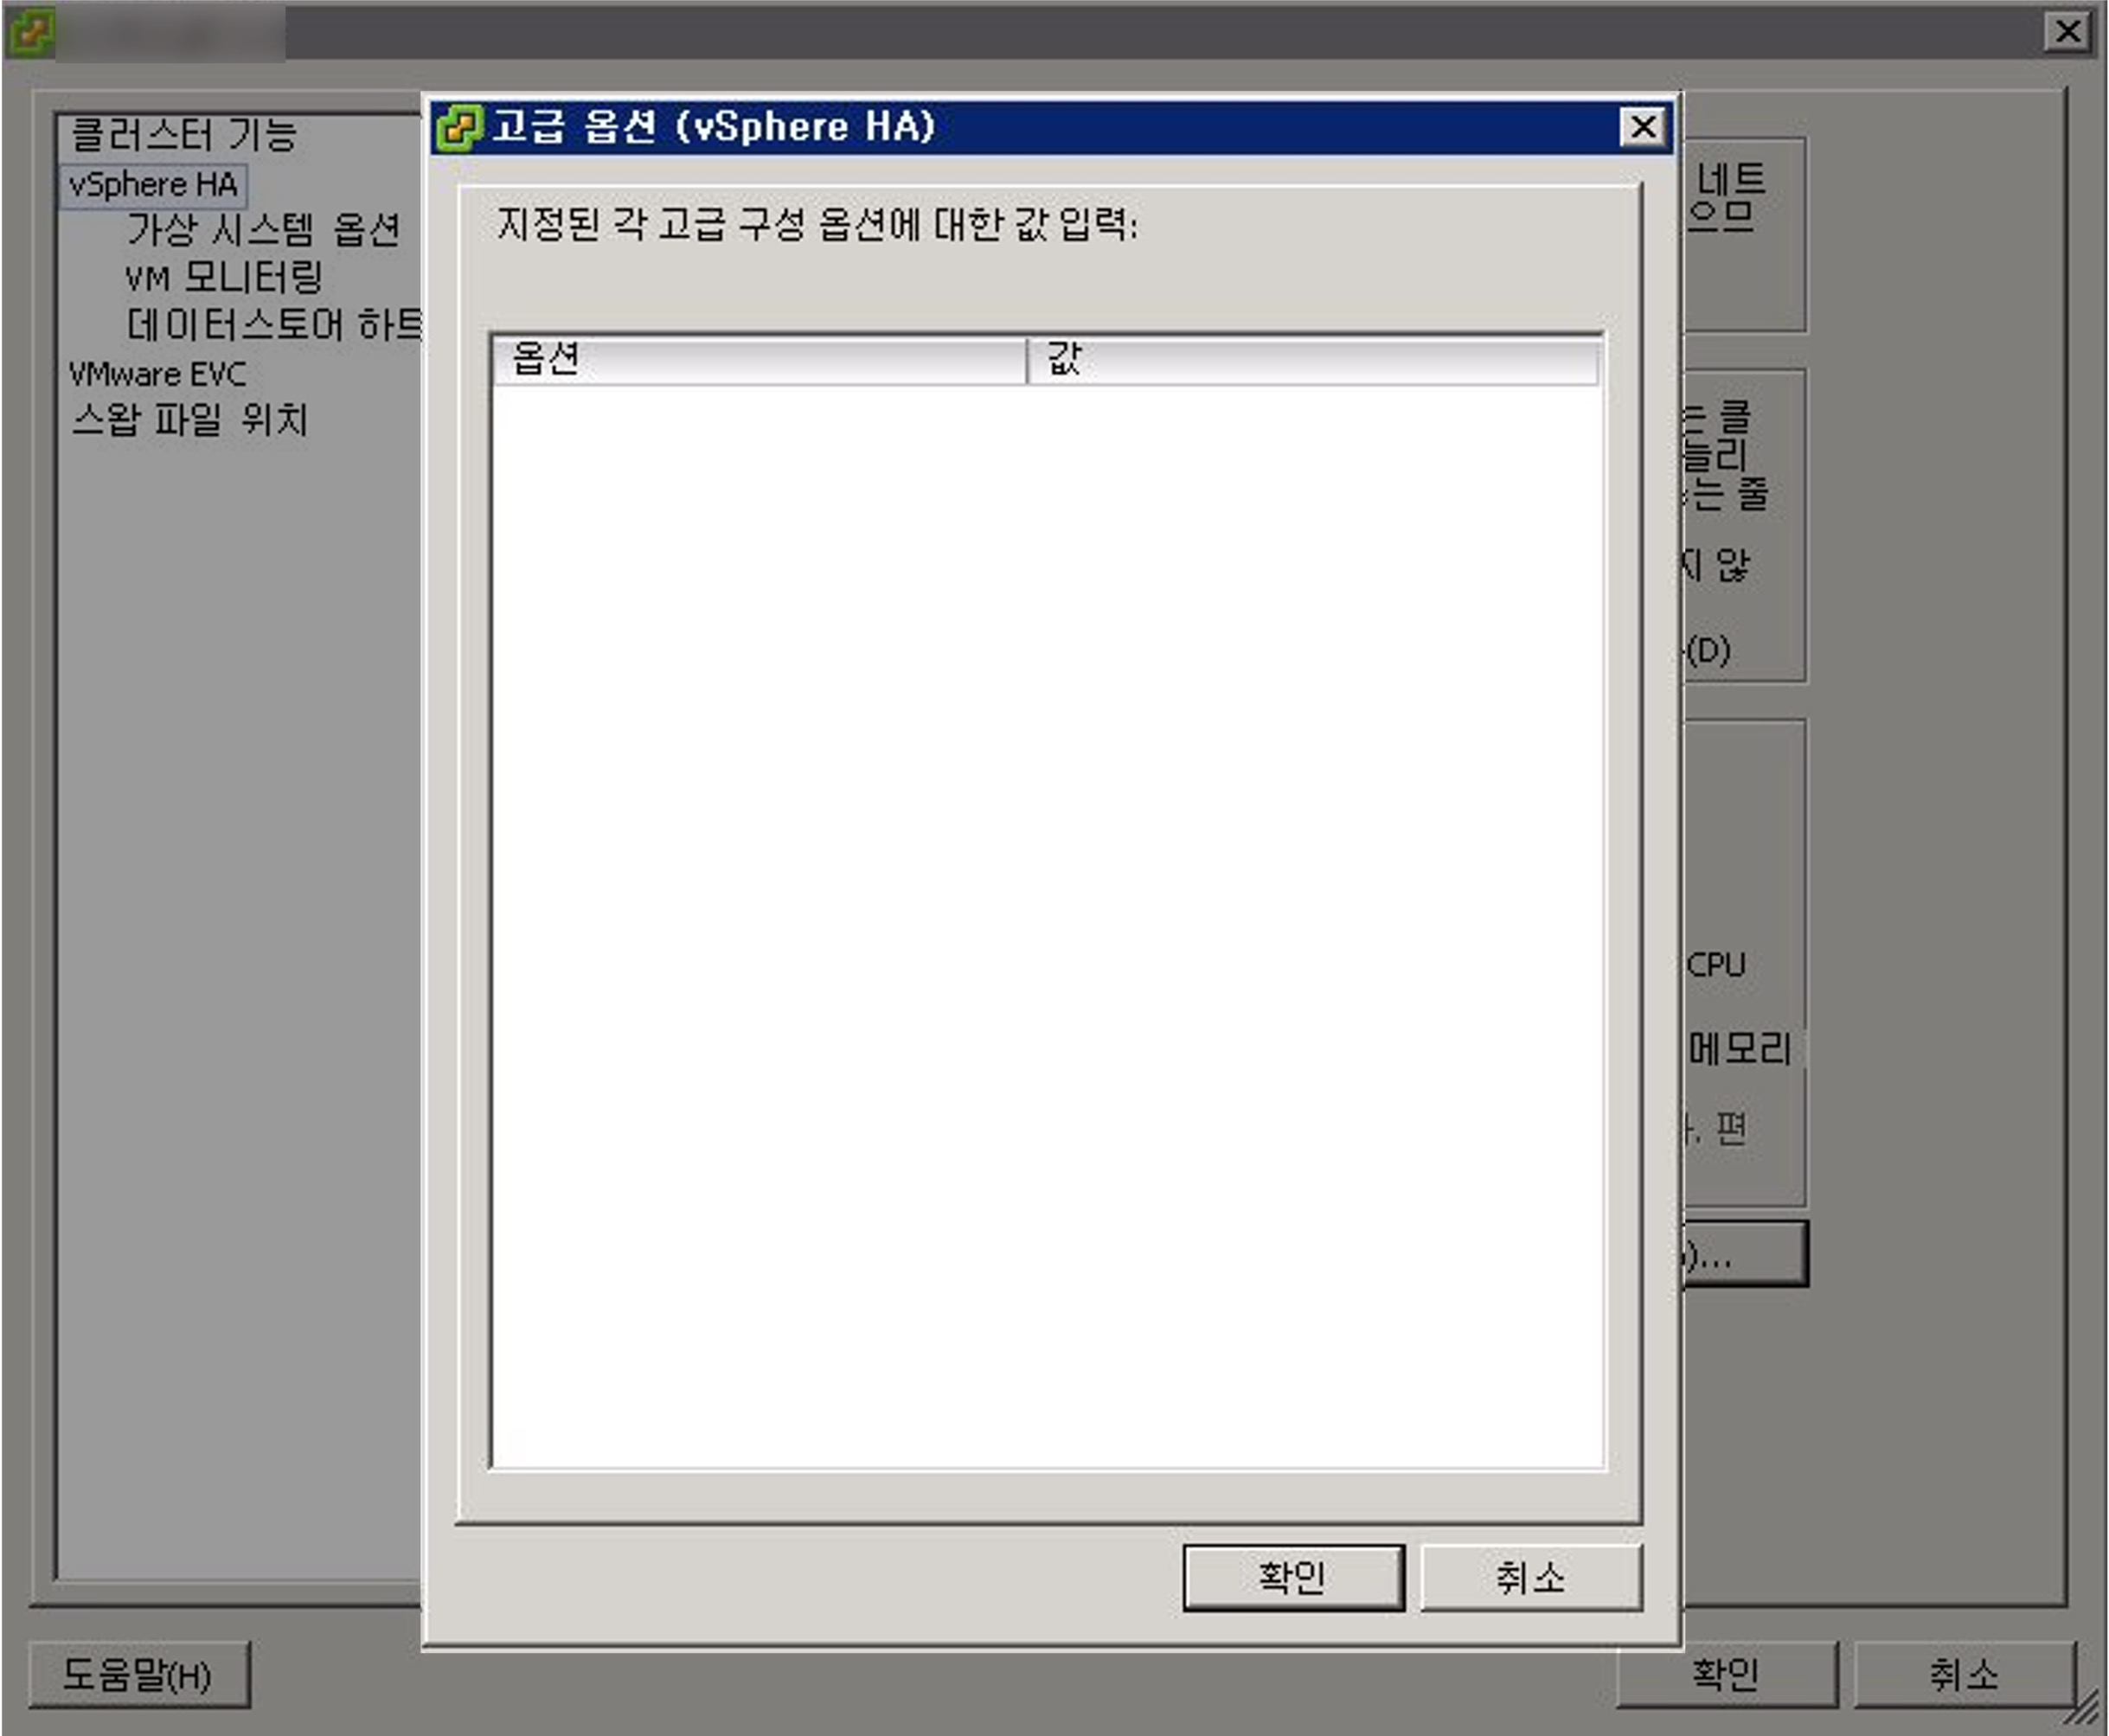 고급 옵션 (vSphere HA)
클러스터 기능
vSphere HA
가상 시스템 옵션
VM 모니터링
데이터스토어 하트
VMware EVC
스왑 파일 위치
지정된 각 고급 구성 옵션에 대한 값 입력:
옵션 값
네트
으므
클
늘리
는 줄
지 않
(D)
CPU
메모리
. 편
)...
확인 취소
도움말(H) 확인 취소